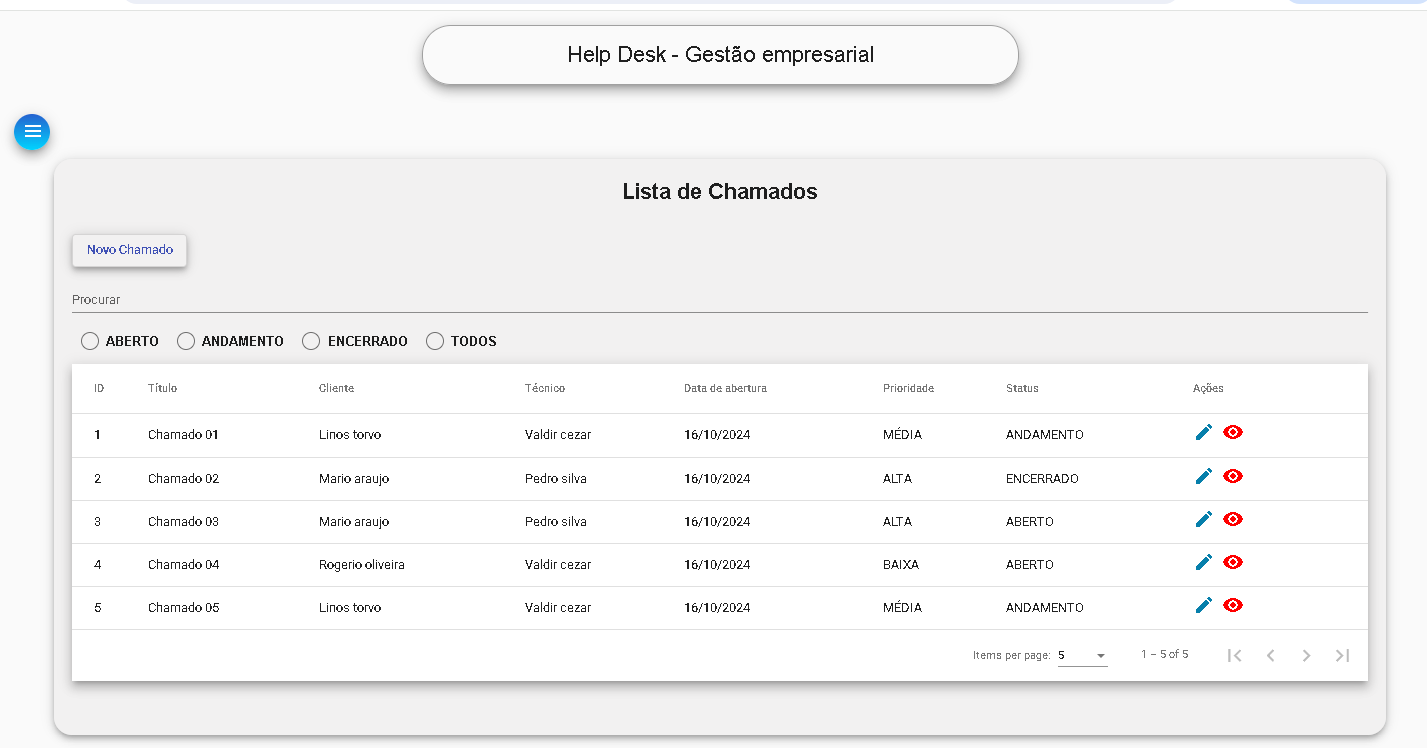 Help Desk - Gestão empresarial
Lista de Chamados
Novo Chamado
Procurar
ABERTO ANDAMENTO ENCERRADO TODOS
ID Título Cliente Técnico Data de abertura Prioridade Status Ações
1 Chamado 01 Linos torvo Valdir cezar 16/10/2024 MÉDIA ANDAMENTO
2 Chamado 02 Mario araujo Pedro silva 16/10/2024 ALTA ENCERRADO
3 Chamado 03 Mario araujo Pedro silva 16/10/2024 ALTA ABERTO
4 Chamado 04 Rogerio oliveira Valdir cezar 16/10/2024 BAIXA ABERTO
5 Chamado 05 Linos torvo Valdir cezar 16/10/2024 MÉDIA ANDAMENTO
Items per page: 5 1 – 5 of 5